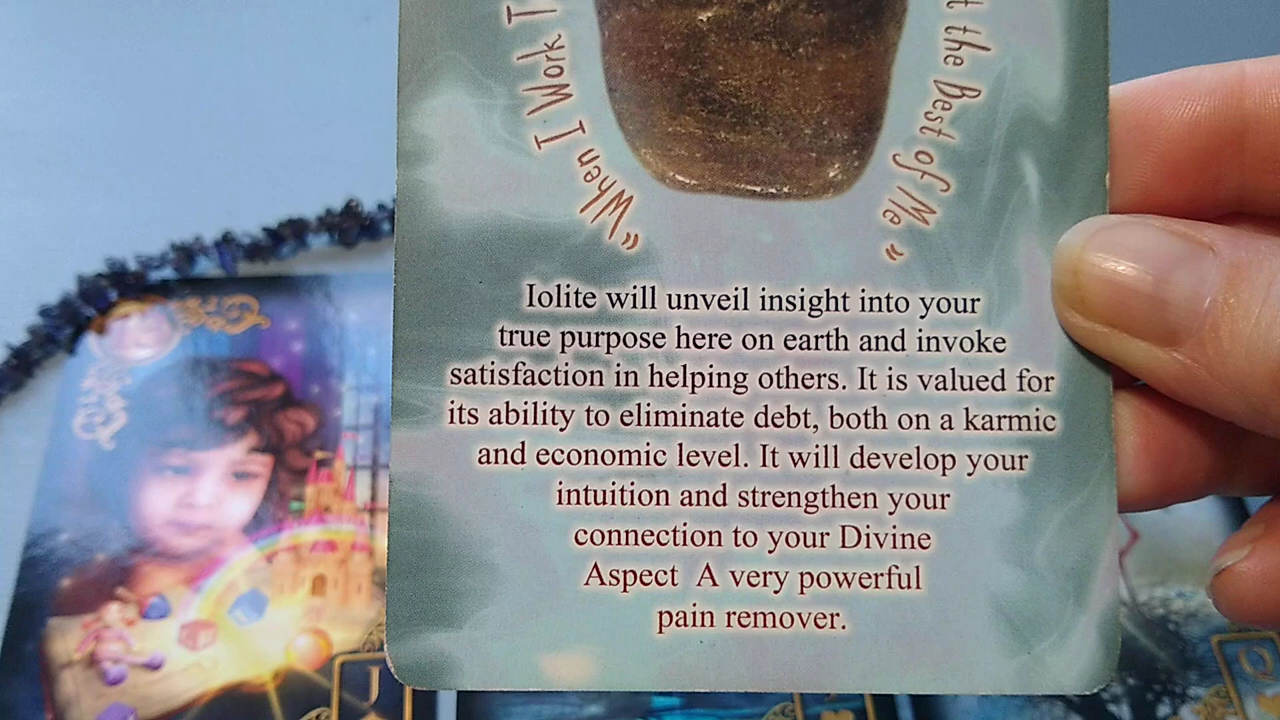 "When I Work T
t the Best of Me"
Iolite will unveil insight into your
true purpose here on earth and invoke
satisfaction in helping others. It is valued for
its ability to eliminate debt, both on a karmic
and economic level. It will develop your
intuition and strengthen your
connection to your Divine
Aspect A very powerful
pain remover.
J
Q